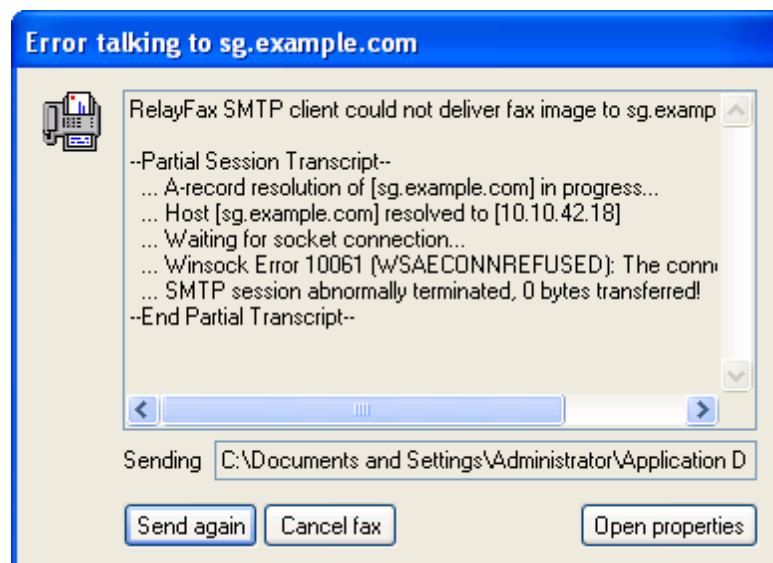 Error talking to sg.example.com
RelayFax SMTP client could not deliver fax image to sg.examp
--Partial Session Transcript--
... A-record resolution of [sg.example.com] in progress...
... Host [sg.example.com] resolved to [10.10.42.18]
... Waiting for socket connection...
... Winsock Error 10061 (WSAECONNREFUSED): The conn
... SMTP session abnormally terminated, 0 bytes transferred!
--End Partial Transcript--
Sending C:\Documents and Settings\Administrator\Application D
Send again Cancel fax Open properties